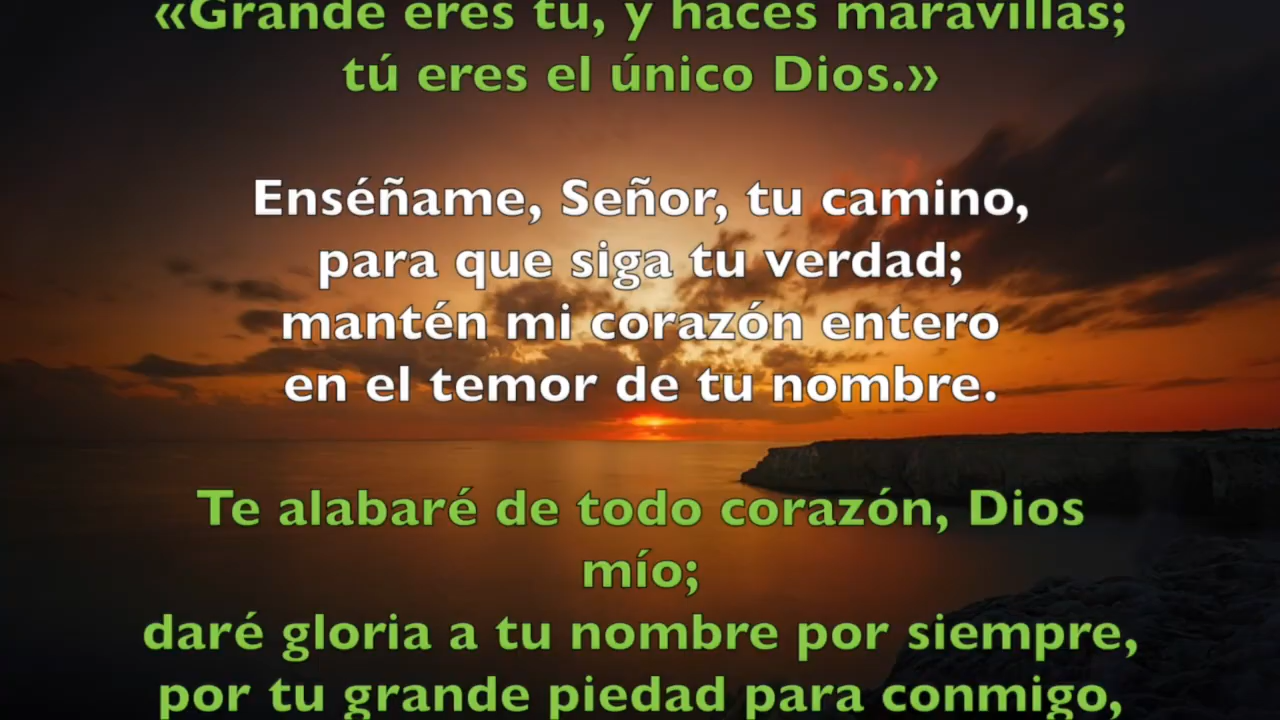 «Grande eres tú, y haces maravillas;
tú eres el único Dios.»
Enséñame, Señor, tu camino,
para que siga tu verdad;
mantén mi corazón entero
en el temor de tu nombre.
Te alabaré de todo corazón, Dios
mío;
daré gloria a tu nombre por siempre,
por tu grande piedad para conmigo,